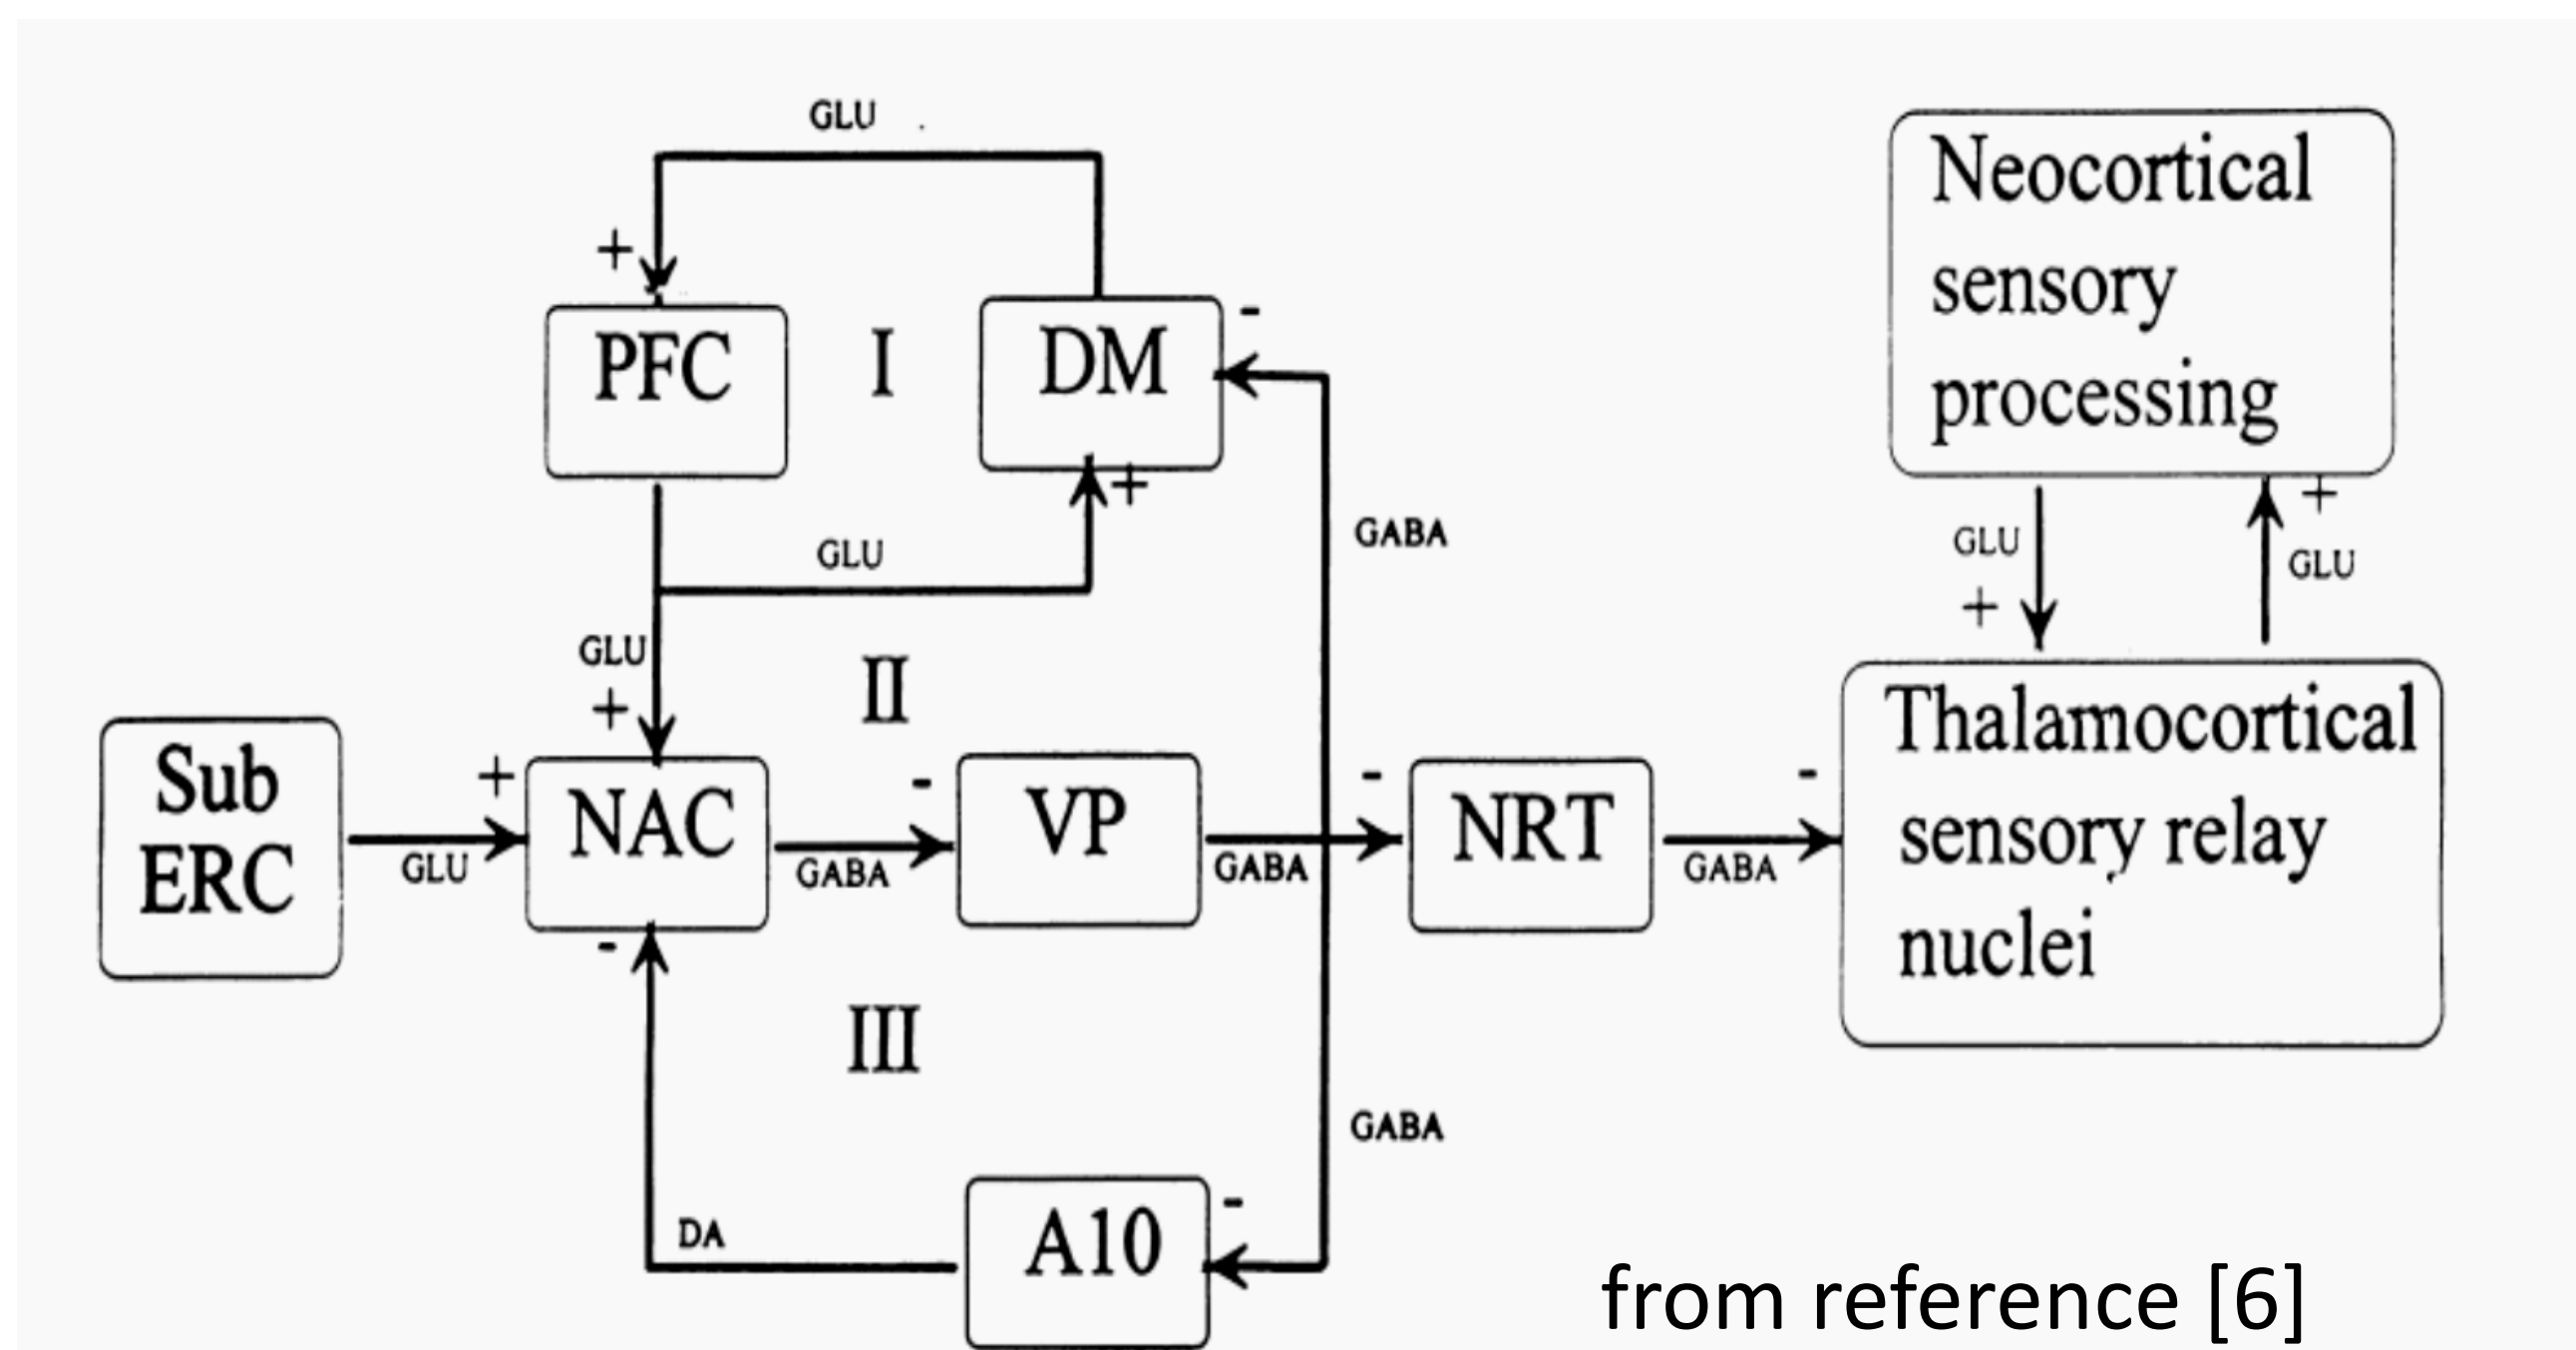 GLU
+
PFC
I
DM
-
+
GLU
GABA
GLU
+
II
Sub
ERC
+
GLU
NAC
-
GABA
VP
GABA
-
NRT
GABA
-
Neocortical
sensory
processing
GLU
+
+
GLU
Thalamocortical
sensory relay
nuclei
-
III
GABA
DA
A10
-
from reference [6]